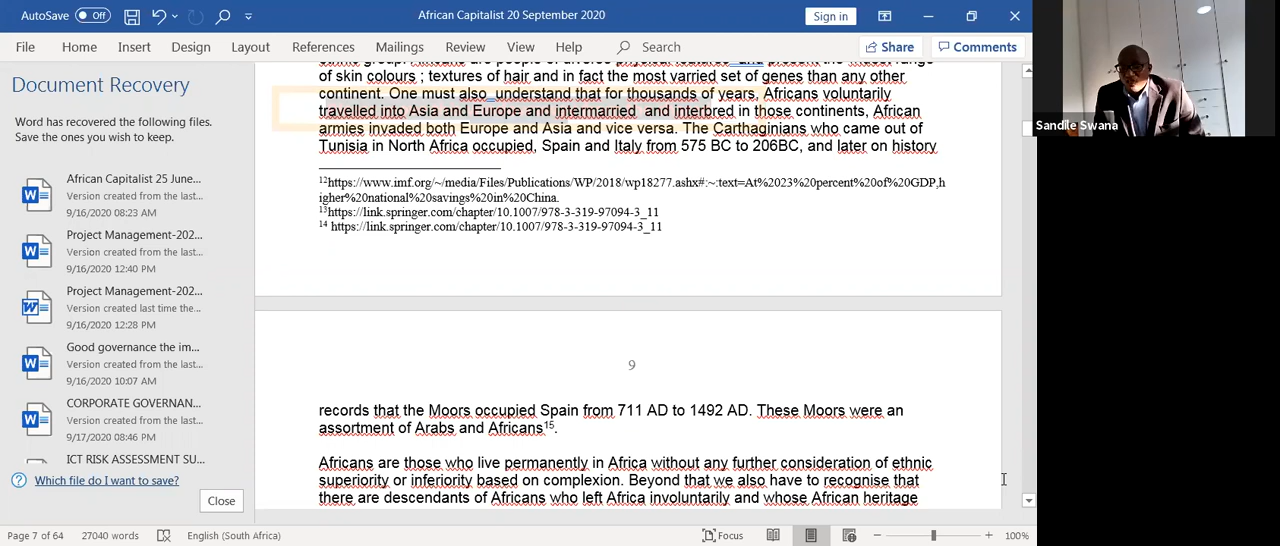 AutoSave Off
African Capitalist 20 September 2020
Sign in
File Home Insert Design Layout References Mailings Review View Help Search
Share Comments
Document Recovery
Word has recovered the following files.
Save the ones you wish to keep.
African Capitalist 25 June...
Version created from the last...
9/16/2020 08:23 AM
Project Management-202...
Version created from the last...
9/16/2020 12:40 PM
Project Management-202...
Version created last time the...
9/16/2020 12:28 PM
Good governance the im...
Version created from the last...
9/16/2020 10:07 AM
CORPORATE GOVERNAN...
Version created from the last...
9/17/2020 08:46 PM
ICT RISK ASSESSMENT SU...
Which file do I want to save?
Close
of skin colours ; textures of hair and in fact the most varried set of genes than any other
continent. One must also understand that for thousands of years, Africans voluntarily
travelled into Asia and Europe and intermarried and interbred in those continents, African
armies invaded both Europe and Asia and vice versa. The Carthaginians who came out of
Tunisia in North Africa occupied, Spain and Italy from 575 BC to 206BC, and later on history
12https://www.imf.org/~/media/Files/Publications/WP/2018/wp18277.ashx#:~:text=At%2023%20percent%20of%20GDP,h
igher%20national%20savings%20in%20China.
13https://link.springer.com/chapter/10.1007/978-3-319-97094-3_11
14 https://link.springer.com/chapter/10.1007/978-3-319-97094-3_11
9
records that the Moors occupied Spain from 711 AD to 1492 AD. These Moors were an
assortment of Arabs and Africans15.
Africans are those who live permanently in Africa without any further consideration of ethnic
superiority or inferiority based on complexion. Beyond that we also have to recognise that
there are descendants of Africans who left Africa involuntarily and whose African heritage
Page 7 of 64 27040 words English (South Africa) Focus 100%
Sandile Swana